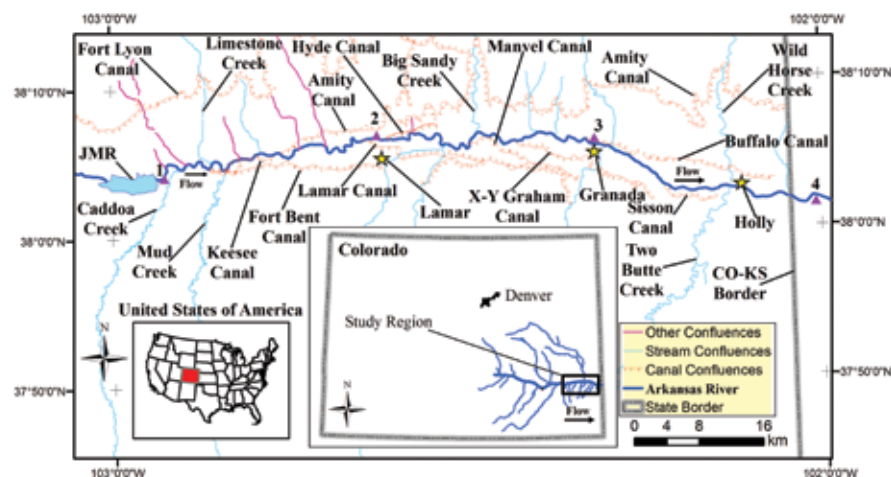 103°0'0"W
102°0'0"W
Fort Lyon
Canal
Limestone
Creek
Hyde Canal
Amity
Canal
Big Sandy
Creek
Manvel Canal
Amity
Canal
Wild
Horse
Creek
38°10'0"N
38°10'0"N
JMR
1
Flow
2
3
Flow
Buffalo Canal
4
Caddoa
Creek
Lamar Canal
Lamar
X-Y Graham
Canal
Granada
Sisson
Canal
Holly
Fort Bent
Canal
38°0'0"N
38°0'0"N
Mud
Creek
Keesee
Canal
Two
Butte
Creek
CO-KS
Border
Colorado
Denver
Study Region
N
Flow
United States of America
N
Other Confluences
Stream Confluences
Canal Confluences
Arkansas River
State Border
0 4 8 16
km
37°50'0"N
37°50'0"N
103°0'0"W
102°0'0"W